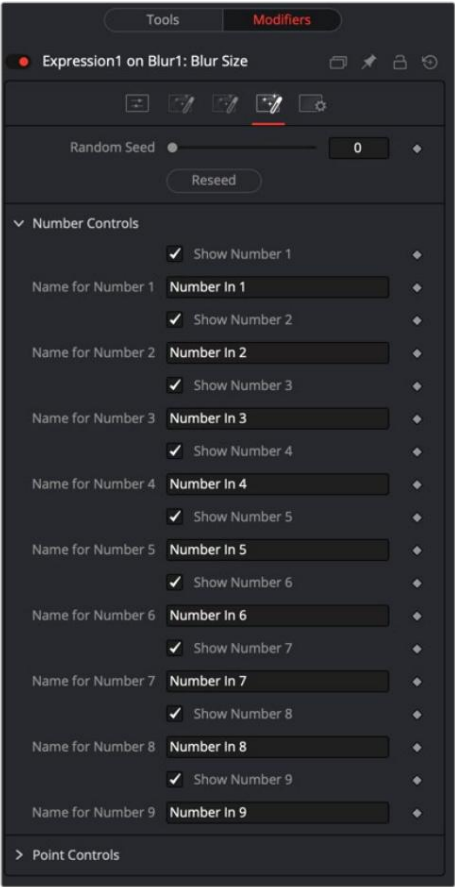 Tools Modifiers
Expression1 on Blur1: Blur Size
Random Seed 0
Reseed
Number Controls
Show Number 1
Name for Number 1 Number In 1
Show Number 2
Name for Number 2 Number In 2
Show Number 3
Name for Number 3 Number In 3
Show Number 4
Name for Number 4 Number In 4
Show Number 5
Name for Number 5 Number In 5
Show Number 6
Name for Number 6 Number In 6
Show Number 7
Name for Number 7 Number In 7
Show Number 8
Name for Number 8 Number In 8
Show Number 9
Name for Number 9 Number In 9
Point Controls